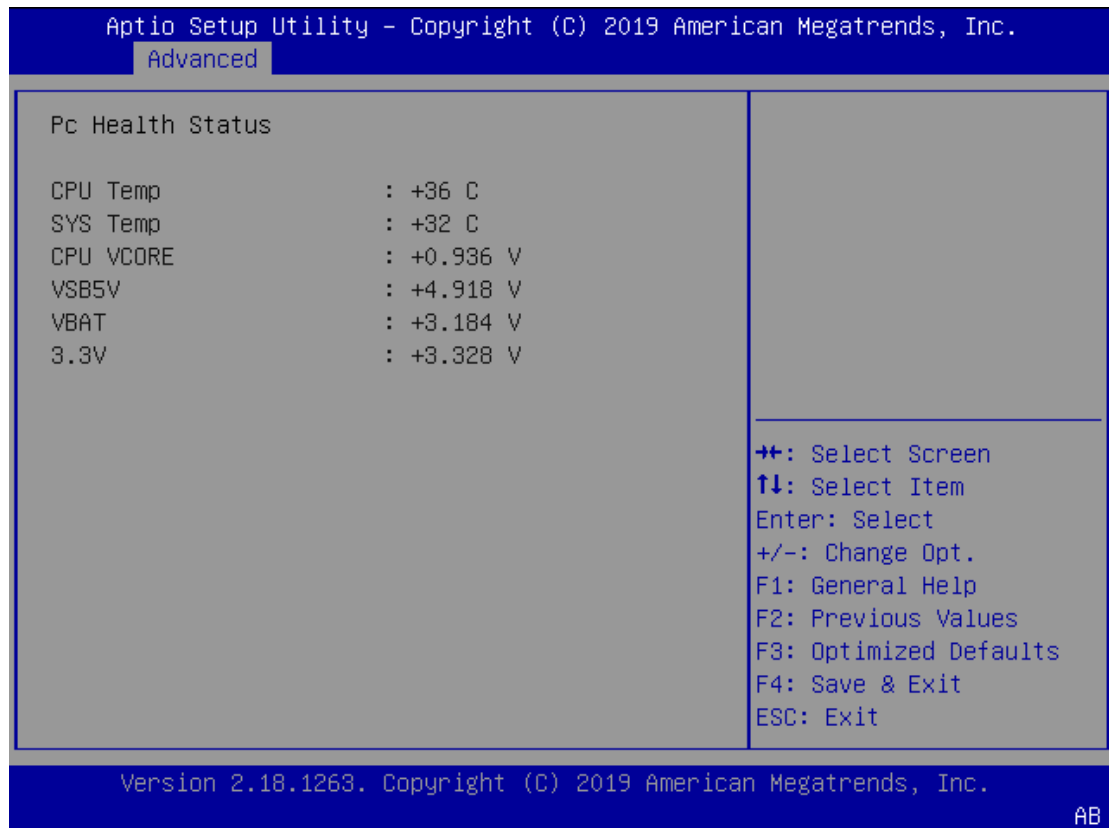 Aptio Setup Utility – Copyright (C) 2019 American Megatrends, Inc.
Advanced
Pc Health Status
CPU Temp : +36 C
SYS Temp : +32 C
CPU VCORE : +0.936 V
VSB5V : +4.918 V
VBAT : +3.184 V
3.3V : +3.328 V
→←: Select Screen
↑↓: Select Item
Enter: Select
+/-: Change Opt.
F1: General Help
F2: Previous Values
F3: Optimized Defaults
F4: Save & Exit
ESC: Exit
Version 2.18.1263. Copyright (C) 2019 American Megatrends, Inc.
AB